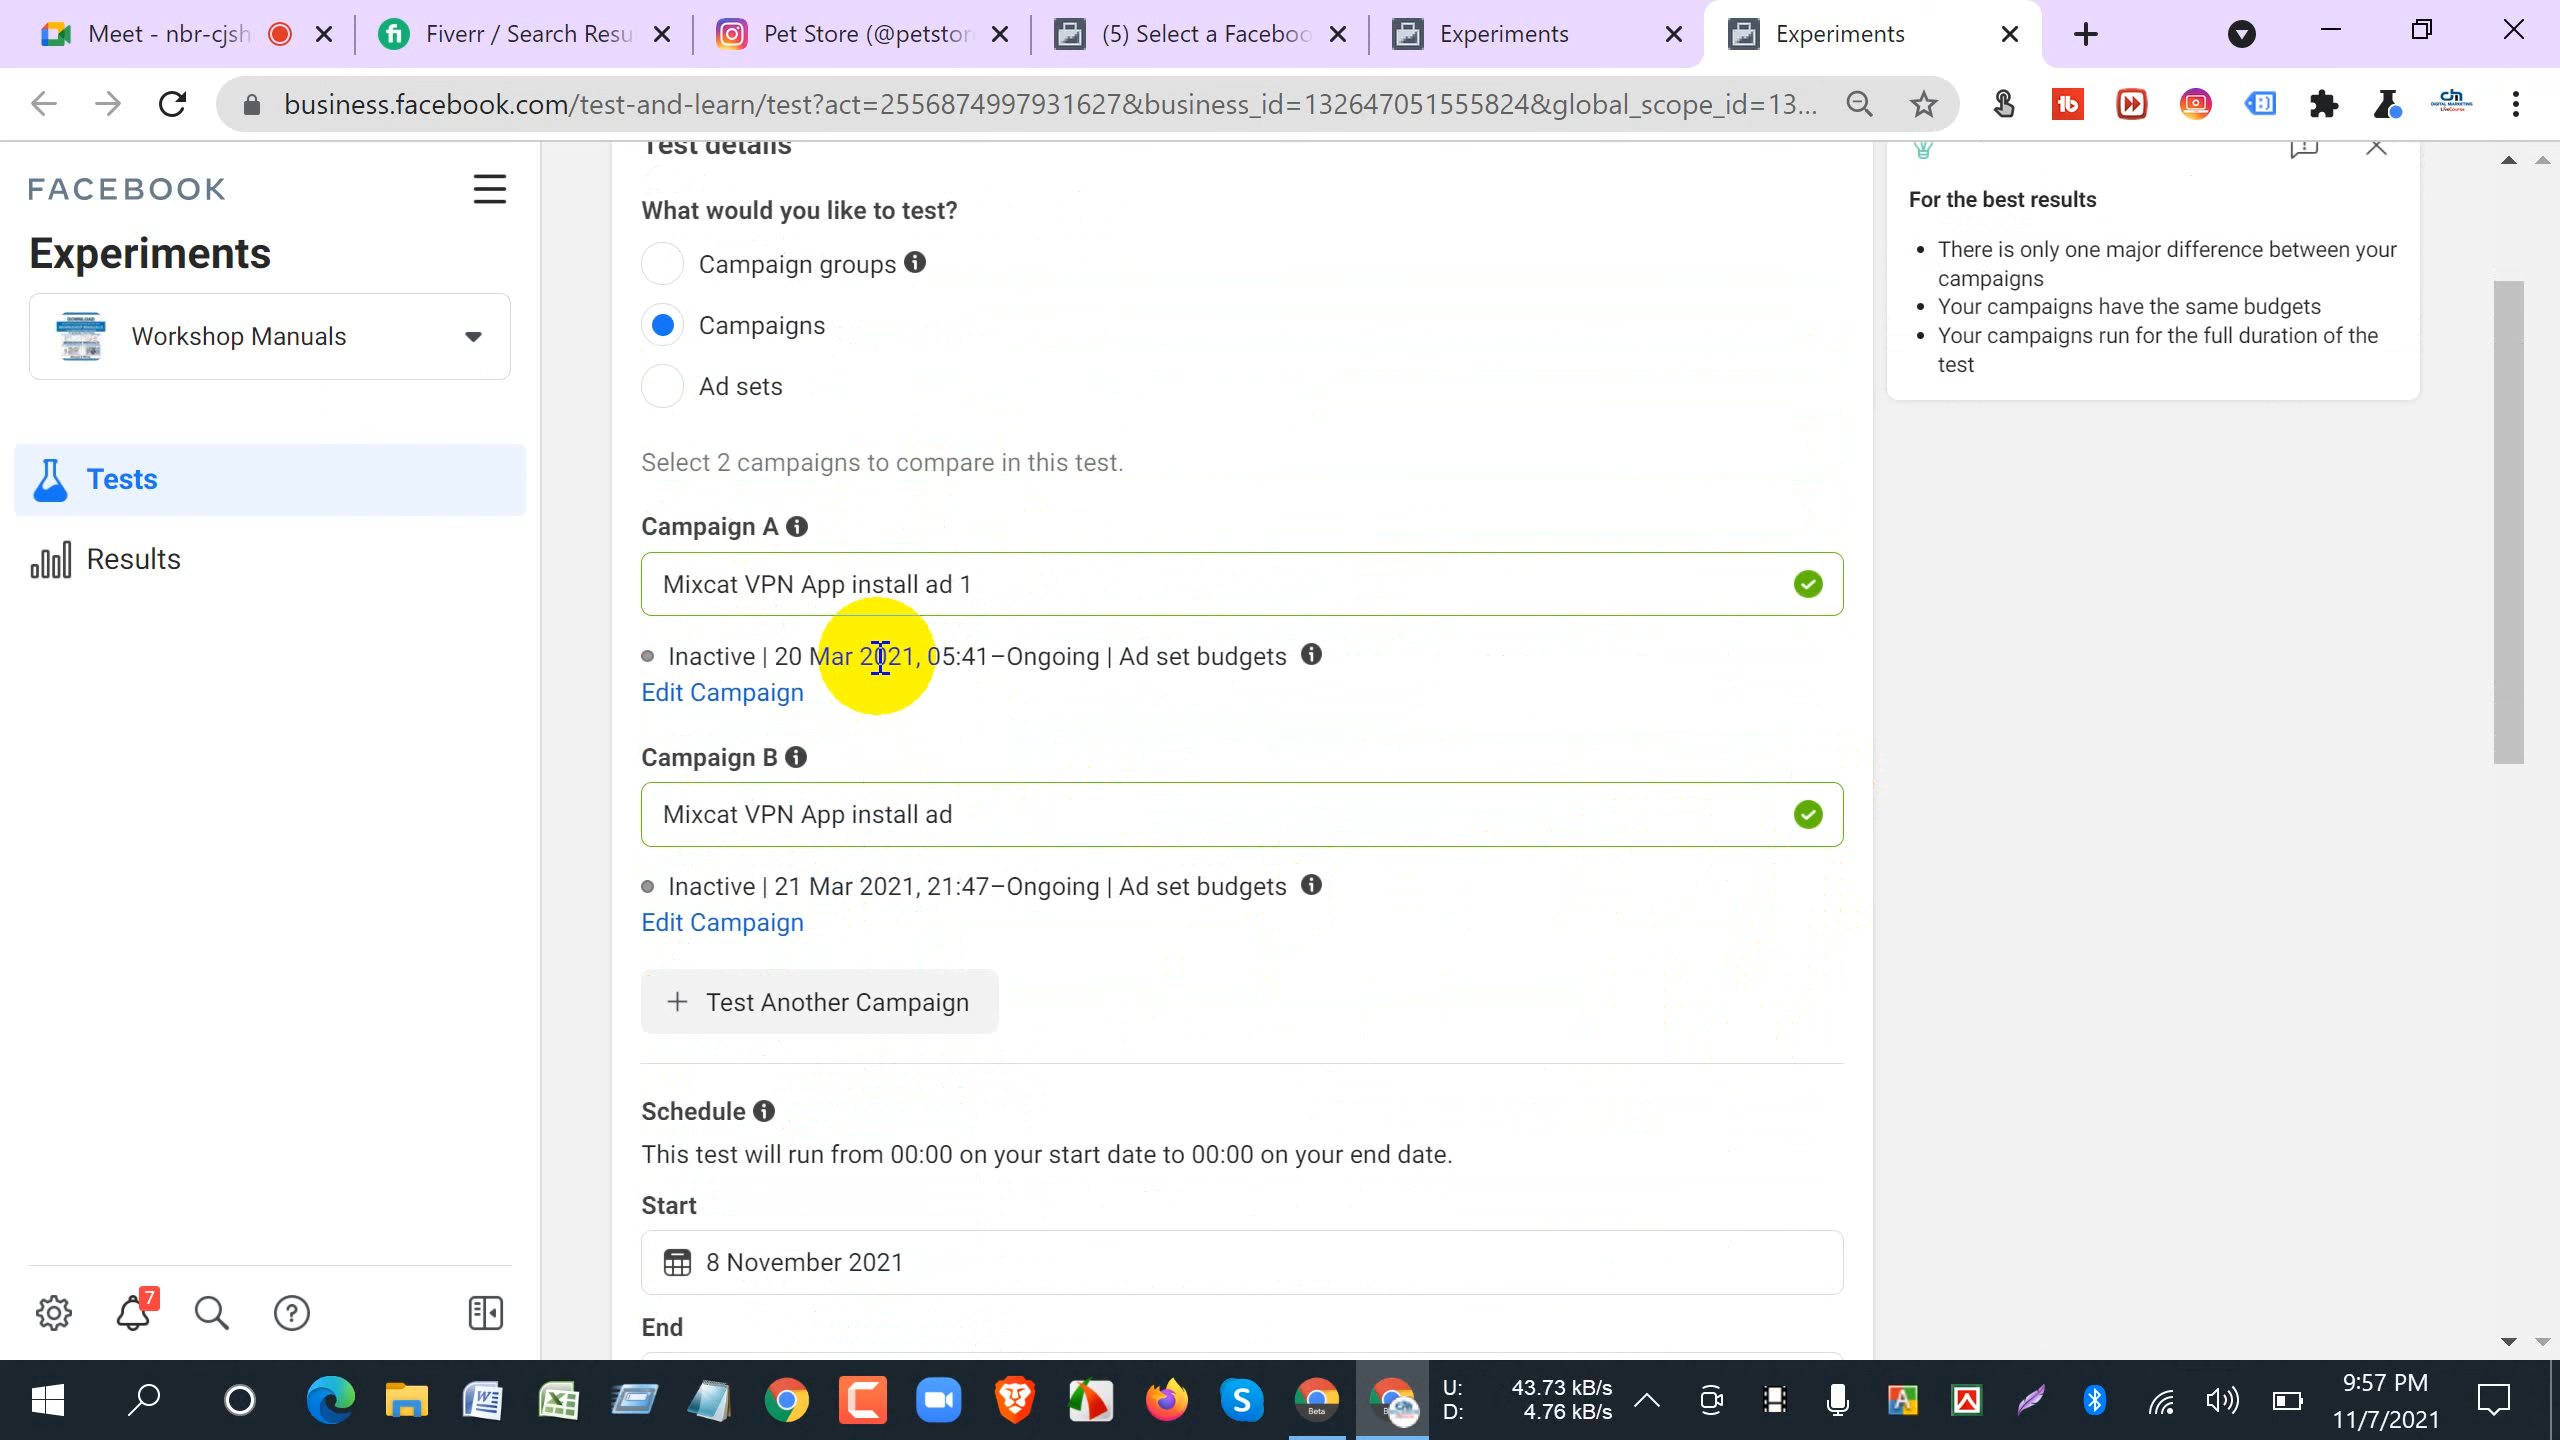 Meet - nbr-cjsh
Fiverr / Search Resu
Pet Store (@petstor
(5) Select a Faceboo
Experiments
Experiments
business.facebook.com/test-and-learn/test?act=2556874997931627&business_id=132647051555824&global_scope_id=13...
FACEBOOK
Experiments
Workshop Manuals
Tests
Results
7
Test details
What would you like to test?
Campaign groups
Campaigns
Ad sets
Select 2 campaigns to compare in this test.
Campaign A
Mixcat VPN App install ad 1
Inactive | 20 Mar 2021, 05:41–Ongoing | Ad set budgets
Edit Campaign
Campaign B
Mixcat VPN App install ad
Inactive | 21 Mar 2021, 21:47–Ongoing | Ad set budgets
Edit Campaign
+ Test Another Campaign
Schedule
This test will run from 00:00 on your start date to 00:00 on your end date.
Start
8 November 2021
End
For the best results
• There is only one major difference between your
campaigns
• Your campaigns have the same budgets
• Your campaigns run for the full duration of the
test
U: 43.73 kB/s
D: 4.76 kB/s
9:57 PM
11/7/2021